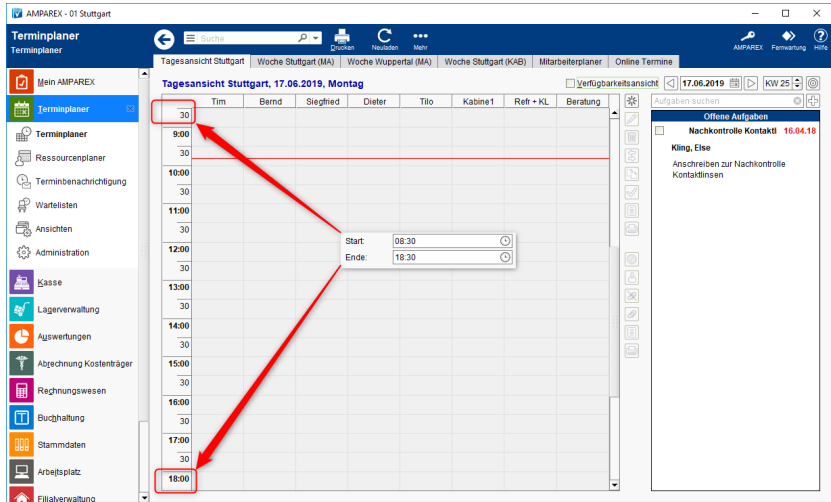 AMPAREX - 01 Stuttgart
Terminplaner
Terminplaner
Suche
Drucken
Neuladen
Mehr
AMPAREX
Fernwartung
Hilfe
Tagesansicht Stuttgart
Woche Stuttgart (MA)
Woche Wuppertal (MA)
Woche Stuttgart (KAB)
Mitarbeiterplaner
Online Termine
Mein AMPAREX
Terminplaner
Terminplaner
Ressourcenplaner
Terminbenachrichtigung
Wartelisten
Ansichten
Administration
Kasse
Lagerverwaltung
Auswertungen
Abrechnung Kostenträger
Rechnungswesen
Buchhaltung
Stammdaten
Arbeitsplatz
Filialverwaltung
Tagesansicht Stuttgart, 17.06.2019, Montag
Verfügbarkeitsansicht
17.06.2019
KW 25
Tim
Bernd
Siegfried
Dieter
Tilo
Kabine1
Refr + KL
Beratung
30
9:00
30
10:00
30
11:00
30
12:00
30
13:00
30
14:00
30
15:00
30
16:00
30
17:00
30
18:00
Start:
08:30
Ende:
18:30
Aufgaben suchen
Offene Aufgaben
Nachkontrolle Kontaktl
16.04.18
Kling, Else
Anschreiben zur Nachkontrolle
Kontaktlinsen